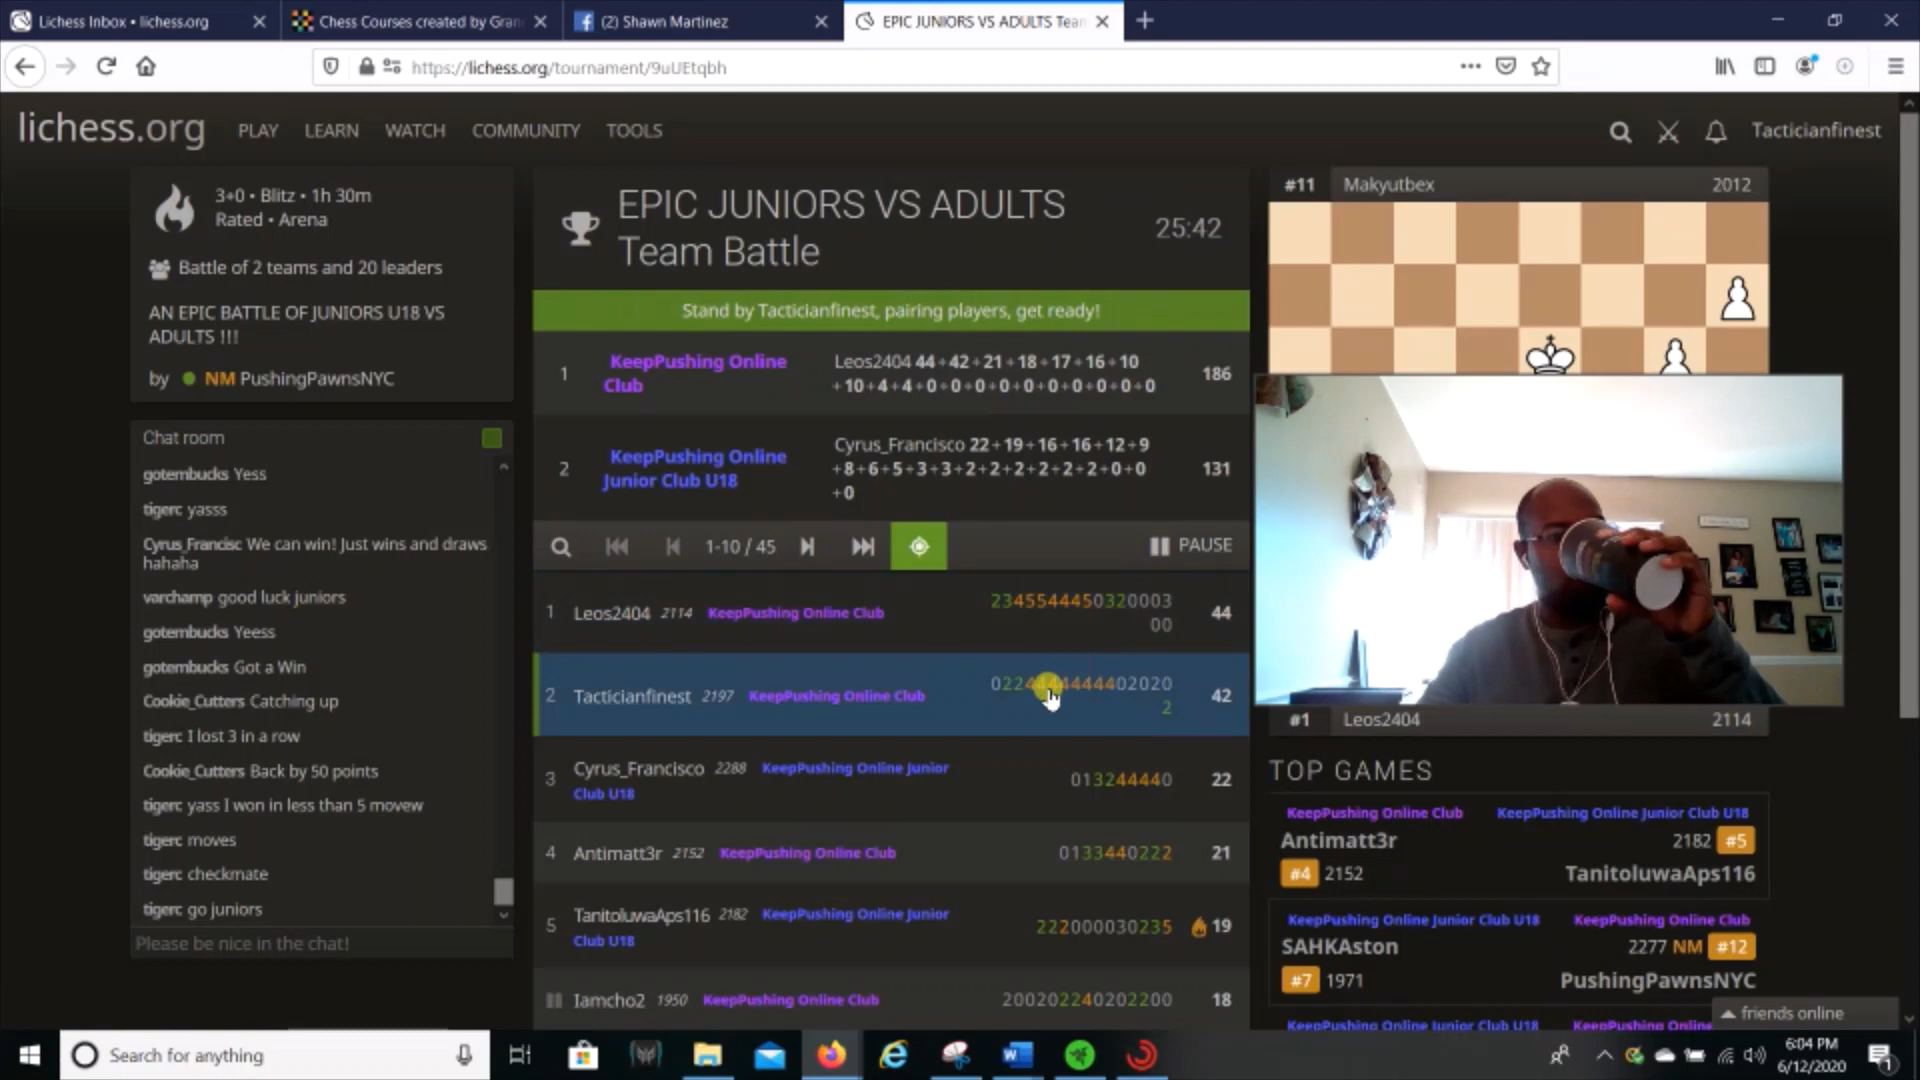 Lichess Inbox • lichess.org
Chess Courses created by Gran
(2) Shawn Martinez
EPIC JUNIORS VS ADULTS Tea
https://lichess.org/tournament/9uUEtqbh
lichess.org
PLAY LEARN WATCH COMMUNITY TOOLS
Tacticianfinest
3+0 • Blitz • 1h 30m
Rated • Arena
Battle of 2 teams and 20 leaders
AN EPIC BATTLE OF JUNIORS U18 VS
ADULTS !!!
by NM PushingPawnsNYC
Chat room
gotembucks Yess
tigerc yasss
Cyrus_Francisc We can win! Just wins and draws
hahaha
varchamp good luck juniors
gotembucks Yeess
gotembucks Got a Win
Cookie_Cutters Catching up
tigerc I lost 3 in a row
Cookie_Cutters Back by 50 points
tigerc yass I won in less than 5 movew
tigerc moves
tigerc checkmate
tigerc go juniors
Please be nice in the chat!
EPIC JUNIORS VS ADULTS
Team Battle
25:42
Stand by Tacticianfinest, pairing players, get ready!
1 KeepPushing Online
Club
Leos2404 44+42+21+18+17+16+10
+10+4+4+0+0+0+0+0+0+0+0+0+0
186
2 KeepPushing Online
Junior Club U18
Cyrus_Francisco 22+19+16+16+12+9
+8+6+5+3+3+2+2+2+2+2+2+0+0
+0
131
1-10 / 45
PAUSE
1 Leos2404 2114 KeepPushing Online Club
2345544450320003
00
44
2 Tacticianfinest 2197 KeepPushing Online Club
2
42
3 Cyrus_Francisco 2288 KeepPushing Online Junior
Club U18
013244440
22
4 Antimatt3r 2152 KeepPushing Online Club 0133440222 21
5 TanitoluwaAps116 2182 KeepPushing Online Junior
Club U18
222000030235
19
Iamcho2 1950 KeepPushing Online Club 200202240202200 18
#11 Makyutbex 2012
#1 Leos2404 2114
TOP GAMES
KeepPushing Online Club KeepPushing Online Junior Club U18
Antimatt3r 2182 #5
#4 2152 TanitoluwaAps116
KeepPushing Online Junior Club U18 KeepPushing Online Club
SAHKAston 2277 NM #12
#7 1971 PushingPawnsNYC
KeepPushing Online Junior Club U18 KeepPushing Online
friends online
Search for anything
6:04 PM
6/12/2020
1